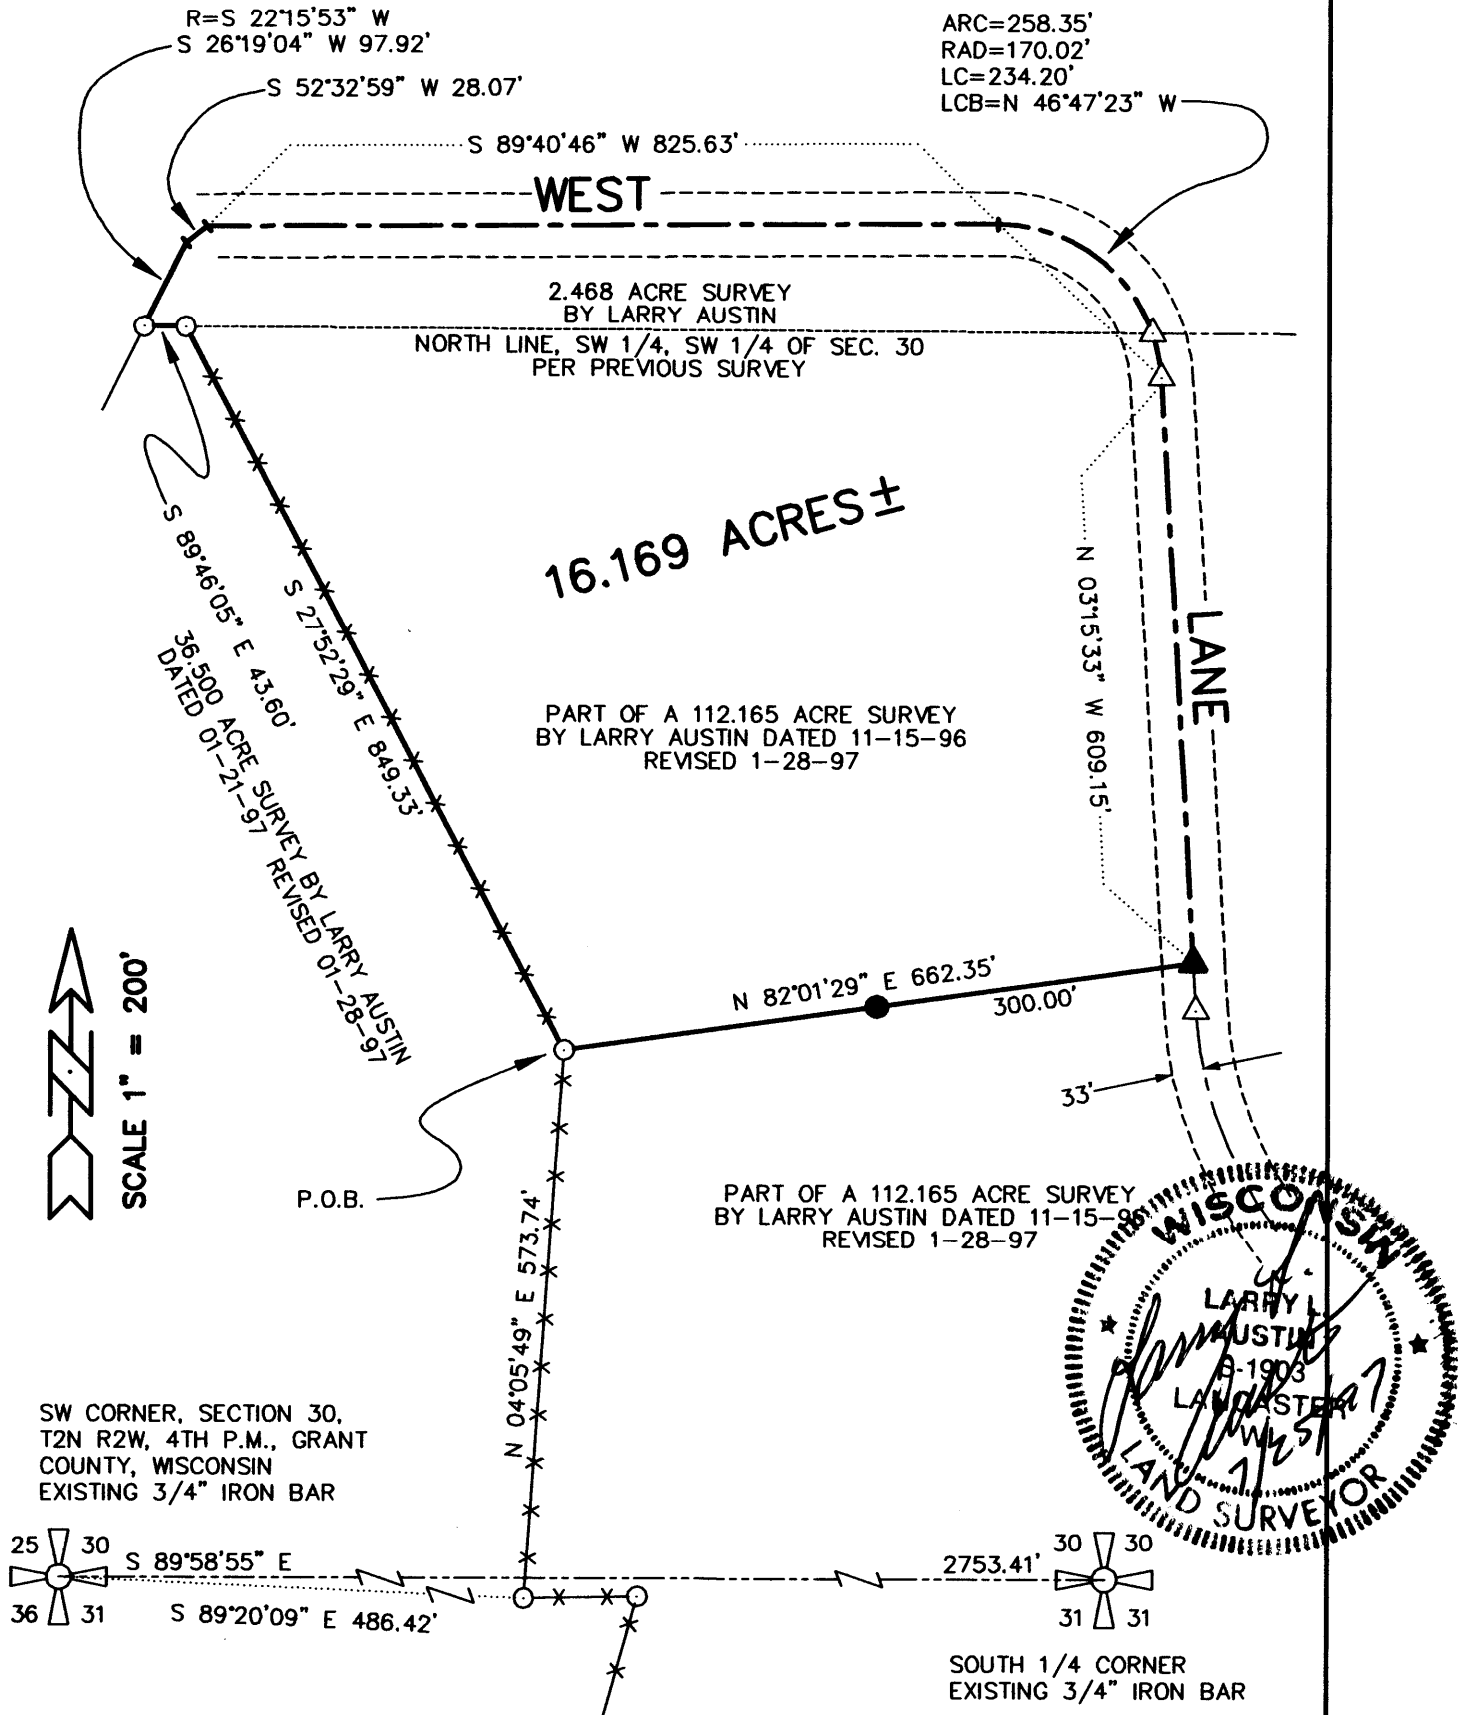 R=S 22°15'53" W
S 26°19'04" W 97.92'
S 52°32'59" W 28.07'
ARC=258.35'
RAD=170.02'
LC=234.20'
LCB=N 46°47'23" W
S 89°40'46" W 825.63'
WEST
2.468 ACRE SURVEY
BY LARRY AUSTIN
NORTH LINE, SW 1/4, SW 1/4 OF SEC. 30
PER PREVIOUS SURVEY
16.169 ACRES±
S 89°46'05" E 43.60'
S 27°52'29" E 849.33'
36.500 ACRE SURVEY BY LARRY AUSTIN
DATED 01-21-97 REVISED 01-28-97
N 03°15'33" W 609.15'
LANE
PART OF A 112.165 ACRE SURVEY
BY LARRY AUSTIN DATED 11-15-96
REVISED 1-28-97
SCALE 1" = 200'
N 82°01'29" E 662.35'
300.00'
33'
P.O.B.
N 04°05'49" E 573.74'
PART OF A 112.165 ACRE SURVEY
BY LARRY AUSTIN DATED 11-15-96
REVISED 1-28-97
WISCONSIN
LARRY L.
AUSTIN
S-1903
LANCASTER
WIS.
LAND SURVEYOR
SW CORNER, SECTION 30,
T2N R2W, 4TH P.M., GRANT
COUNTY, WISCONSIN
EXISTING 3/4" IRON BAR
25 30
36 31
S 89°58'55" E
2753.41'
S 89°20'09" E 486.42'
30 30
31 31
SOUTH 1/4 CORNER
EXISTING 3/4" IRON BAR